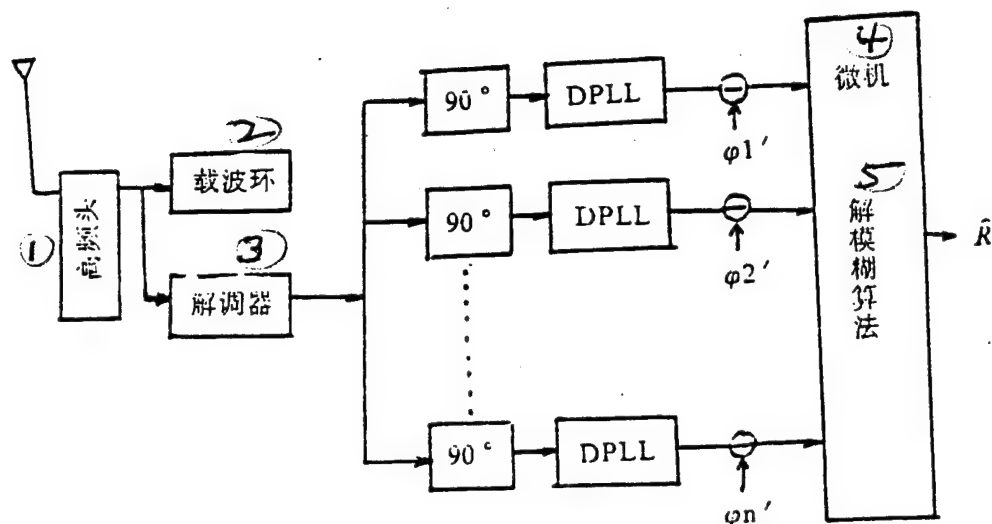 ④
微机
90°
DPLL
φ1′
②
载波环
⑤
解模糊算法
90°
DPLL
φ2′
R̂
①
高频头
③
解调器
90°
DPLL
φn′